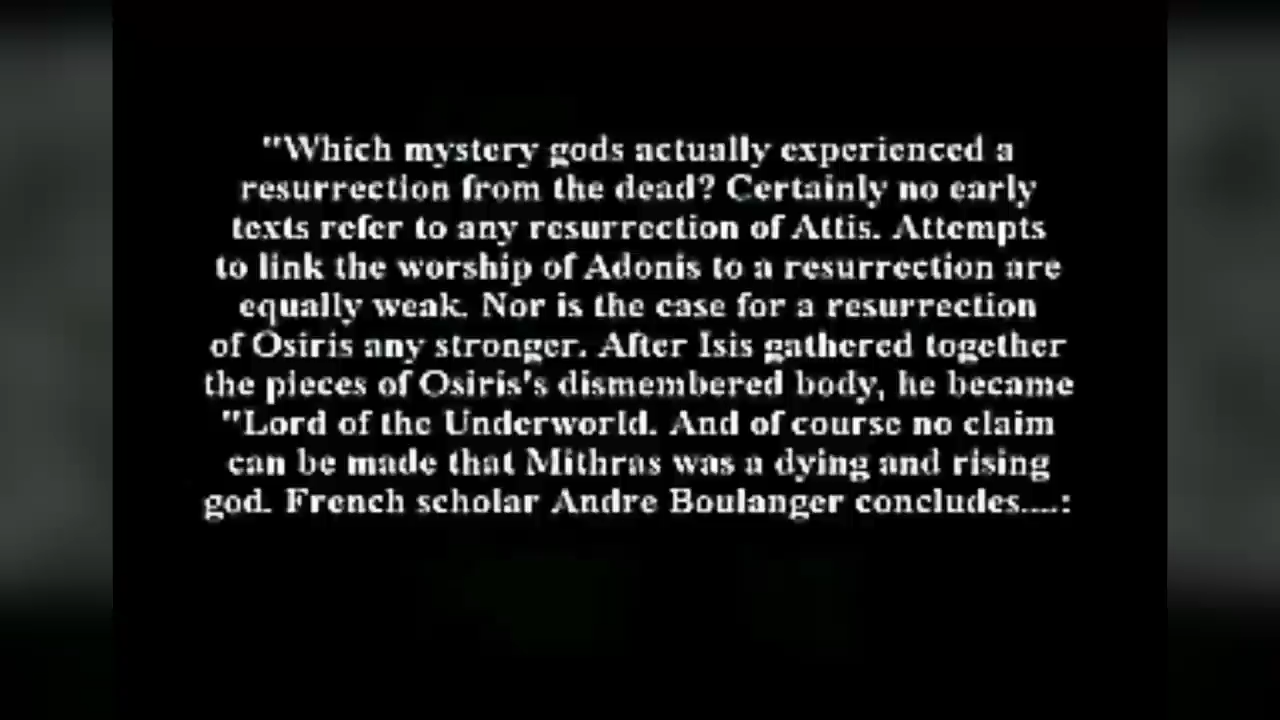 "Which mystery gods actually experienced a
resurrection from the dead? Certainly no early
texts refer to any resurrection of Attis. Attempts
to link the worship of Adonis to a resurrection are
equally weak. Nor is the case for a resurrection
of Osiris any stronger. After Isis gathered together
the pieces of Osiris's dismembered body, he became
"Lord of the Underworld. And of course no claim
can be made that Mithras was a dying and rising
god. French scholar Andre Boulanger concludes....: